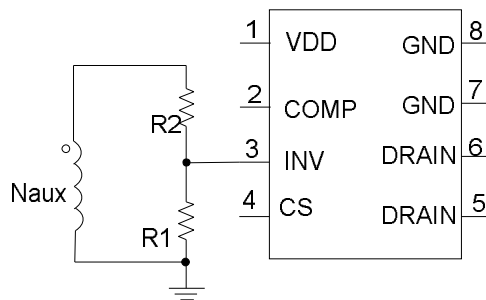 1 VDD GND 8
2 COMP GND 7
R2
3 INV DRAIN 6
Naux
4 CS DRAIN 5
R1